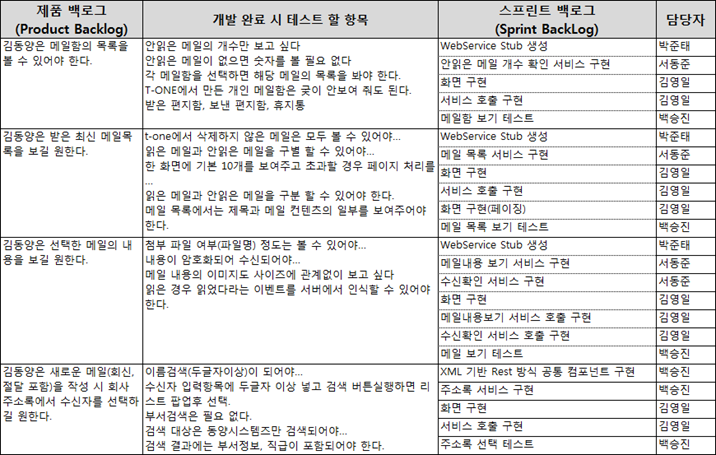 제품 백로그
(Product Backlog)
개발 완료 시 테스트 할 항목
스프린트 백로그
(Sprint BackLog)
담당자
김동양은 메일함의 목록을
볼 수 있어야 한다.
안읽은 메일의 개수만 보고 싶다
안읽은 메일이 없으면 숫자를 볼 필요 없다
각 메일함을 선택하면 해당 메일의 목록을 봐야 한다.
T-ONE에서 만든 개인 메일함은 굳이 안보여 줘도 된다.
받은 편지함, 보낸 편지함, 휴지통
WebService Stub 생성
박준태
안읽은 메일 개수 확인 서비스 구현
서동준
화면 구현
김영일
서비스 호출 구현
김영일
메일함 보기 테스트
백승진
김동양은 받은 최신 메일목
록을 보길 원한다.
t-one에서 삭제하지 않은 메일은 모두 볼 수 있어야...
읽은 메일과 안읽은 메일을 구별 할 수 있어야...
한 화면에 기본 10개를 보여주고 초과할 경우 페이지 처리를
...
읽은 메일과 안읽은 메일을 구분 할 수 있어야 한다.
메일 목록에서는 제목과 메일 컨텐츠의 일부를 보여주어야
한다.
WebService Stub 생성
박준태
메일 목록 서비스 구현
서동준
화면 구현
김영일
서비스 호출 구현
김영일
화면 구현(페이징)
김영일
메일 목록 보기 테스트
백승진
김동양은 선택한 메일의 내
용을 보길 원한다.
첨부 파일 여부(파일명) 정도는 볼 수 있어야...
내용이 암호화되어 수신되어야...
메일 내용의 이미지도 사이즈에 관계없이 보고 싶다
읽은 경우 읽었다라는 이벤트를 서버에서 인식할 수 있어야
한다.
WebService Stub 생성
박준태
메일내용 보기 서비스 구현
서동준
수신확인 서비스 구현
서동준
화면 구현
김영일
메일내용보기 서비스 호출 구현
김영일
수신확인 서비스 호출 구현
김영일
메일 보기 테스트
백승진
김동양은 새로운 메일(회신,
절달 포함)을 작성 시 회사
주소록에서 수신자를 선택하
길 원한다.
이름검색(두글자이상)이 되어야...
수신자 입력항목에 두글자 이상 넣고 검색 버튼실행하면 리
스트 팝업후 선택.
부서검색은 필요 없다.
검색 대상은 동양시스템즈만 검색되어야...
검색 결과에는 부서정보, 직급이 포함되어야 한다.
XML 기반 Rest 방식 공통 컴포넌트 구현
백승진
주소록 서비스 구현
백승진
화면 구현
김영일
서비스 호출 구현
김영일
주소록 선택 테스트
백승진